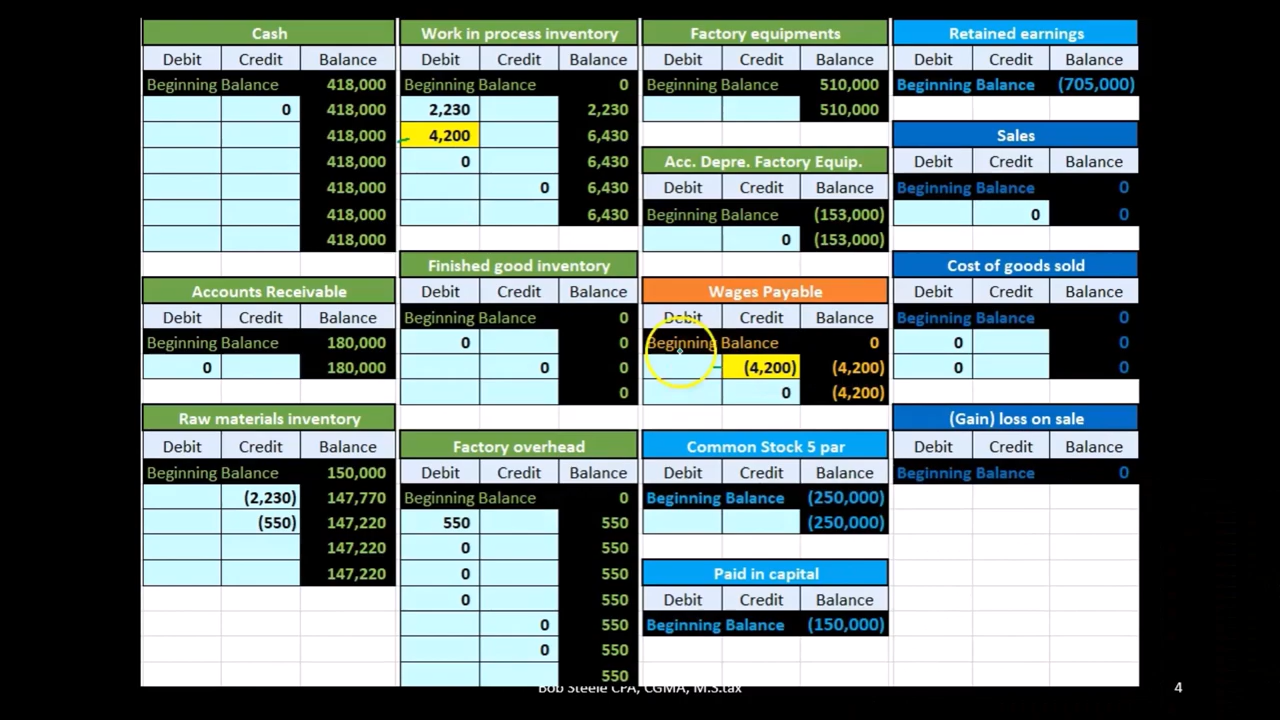 Cash
Debit Credit Balance
Beginning Balance 418,000
0 418,000
418,000
418,000
418,000
418,000
418,000
Accounts Receivable
Debit Credit Balance
Beginning Balance 180,000
0 180,000
Raw materials inventory
Debit Credit Balance
Beginning Balance 150,000
(2,230) 147,770
(550) 147,220
147,220
147,220
Work in process inventory
Debit Credit Balance
Beginning Balance 0
2,230 2,230
4,200 6,430
0 6,430
0 6,430
6,430
Finished good inventory
Debit Credit Balance
Beginning Balance 0
0 0
0 0
0
Factory overhead
Debit Credit Balance
Beginning Balance 0
550 550
0 550
0 550
0 550
0 550
0 550
550
Factory equipments
Debit Credit Balance
Beginning Balance 510,000
510,000
Acc. Depre. Factory Equip.
Debit Credit Balance
Beginning Balance (153,000)
0 (153,000)
Wages Payable
Debit Credit Balance
Beginning Balance 0
(4,200) (4,200)
0 (4,200)
Common Stock 5 par
Debit Credit Balance
Beginning Balance (250,000)
(250,000)
Paid in capital
Debit Credit Balance
Beginning Balance (150,000)
Retained earnings
Debit Credit Balance
Beginning Balance (705,000)
Sales
Debit Credit Balance
Beginning Balance 0
0 0
Cost of goods sold
Debit Credit Balance
Beginning Balance 0
0 0
0 0
(Gain) loss on sale
Debit Credit Balance
Beginning Balance 0
Bob Steele CPA, CGMA, M.S.tax
4